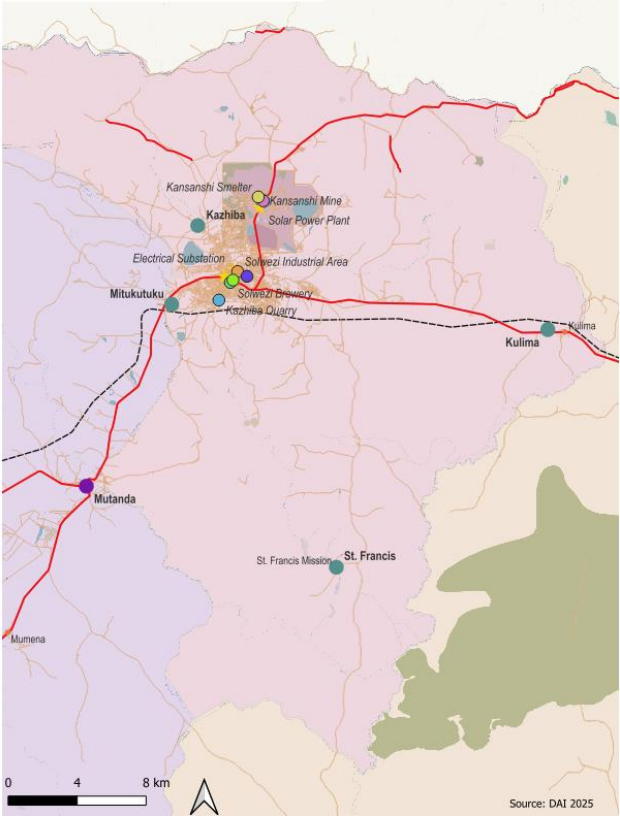 Kansanshi Smelter
Kansanshi Mine
Kazhiba
Solar Power Plant
Electrical Substation
Solwezi Industrial Area
Mitukutuku
Solwezi Brewery
Kazhiba Quarry
Kulima
Kulima
Mutanda
St. Francis Mission
St. Francis
Mumena
0 4 8 km
Source: DAI 2025